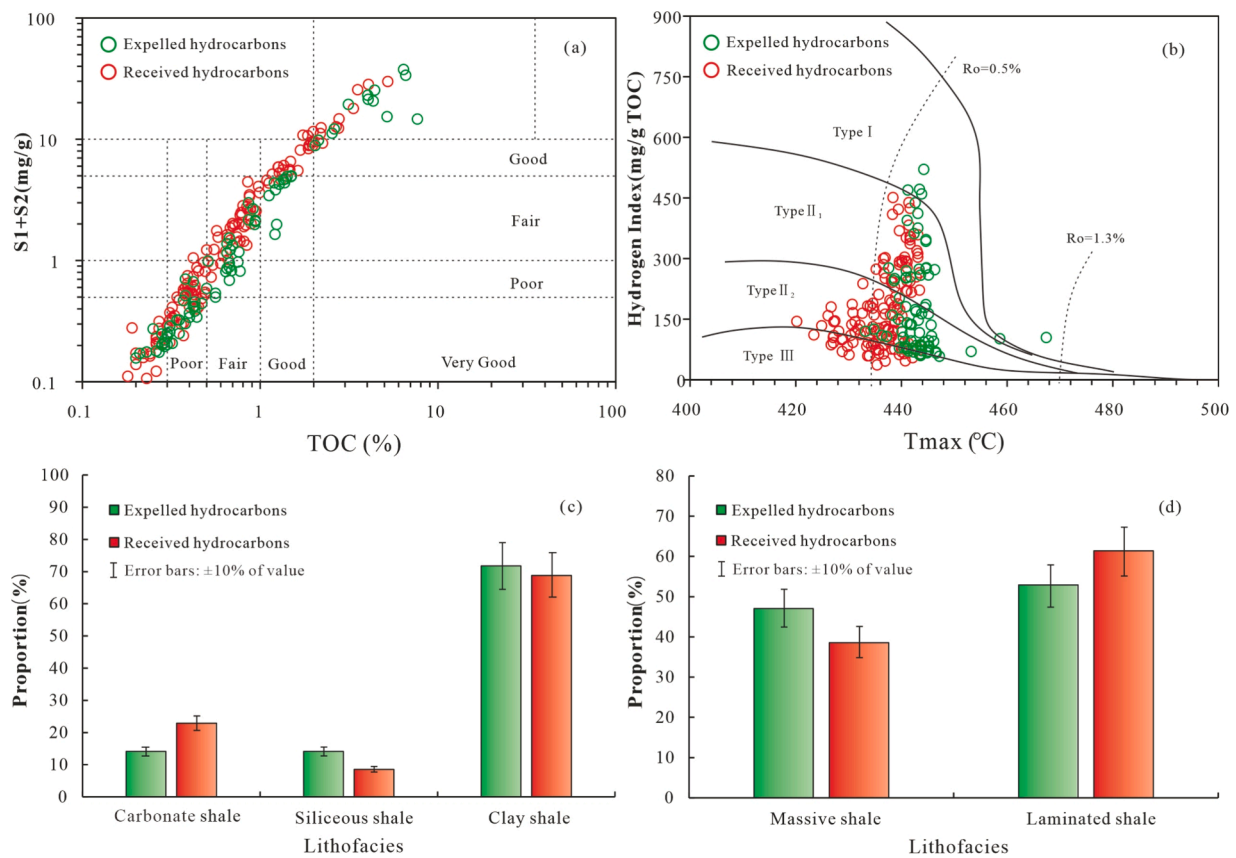 100
10
1
0.1
S1+S2(mg/g)
Expelled hydrocarbons
Received hydrocarbons
(a)
Good
Fair
Poor
Poor Fair Good Very Good
0.1 1 10 100
TOC (%)
900
750
600
450
300
150
0
Hydrogen Index(mg/g TOC)
Expelled hydrocarbons
Received hydrocarbons
(b)
Ro=0.5%
Type Ⅰ
Type Ⅱ1
Ro=1.3%
Type Ⅱ2
Type Ⅲ
400 420 440 460 480 500
Tmax (℃)
100
90
80
70
60
50
40
30
20
10
0
Proportion(%)
Expelled hydrocarbons
Received hydrocarbons
Error bars: ±10% of value
(c)
Carbonate shale Siliceous shale Clay shale
Lithofacies
80
70
60
50
40
30
20
10
0
Proportion(%)
Expelled hydrocarbons
Received hydrocarbons
Error bars: ±10% of value
(d)
Massive shale Laminated shale
Lithofacies